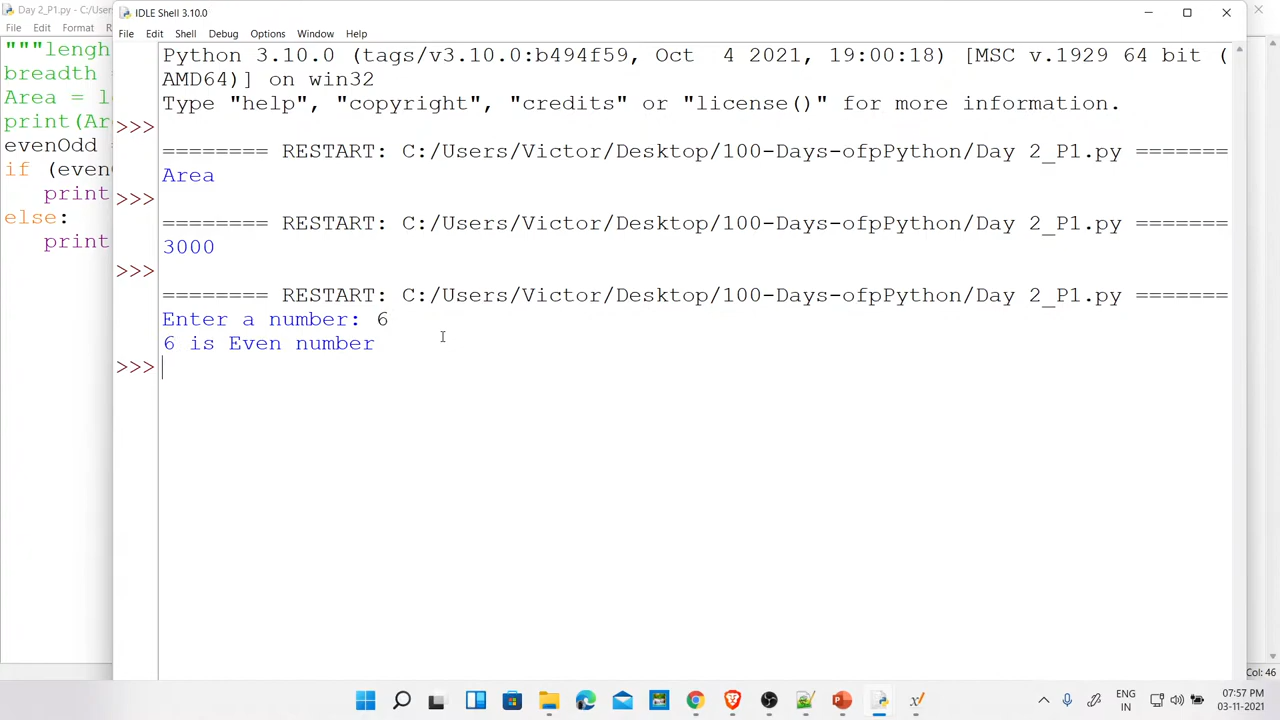 Day 2_P1.py - C:/Users
IDLE Shell 3.10.0
File Edit Format
File Edit Shell Debug Options Window Help
"""lengh
breadth
Area =
print(Ar
evenOdd
if (even
print
else:
print
Python 3.10.0 (tags/v3.10.0:b494f59, Oct 4 2021, 19:00:18) [MSC v.1929 64 bit (
AMD64)] on win32
Type "help", "copyright", "credits" or "license()" for more information.
>>>
======== RESTART: C:/Users/Victor/Desktop/100-Days-ofpPython/Day 2_P1.py =======
Area
>>>
======== RESTART: C:/Users/Victor/Desktop/100-Days-ofpPython/Day 2_P1.py =======
3000
>>>
======== RESTART: C:/Users/Victor/Desktop/100-Days-ofpPython/Day 2_P1.py =======
Enter a number: 6
6 is Even number
>>>
Col: 46
ENG
IN
07:57
03-11-2021